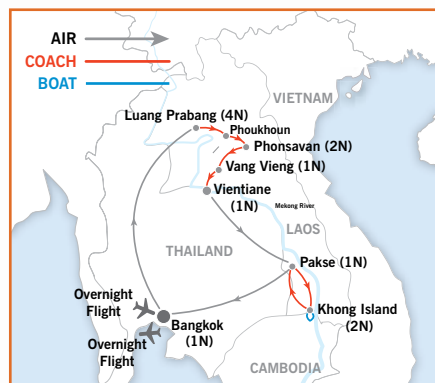 AIR
COACH
BOAT
VIETNAM
Luang Prabang (4N)
Phoukhoun
Phonsavan (2N)
Vang Vieng (1N)
Vientiane
(1N)
Mekong River
LAOS
THAILAND
Pakse (1N)
Overnight
Flight
Khong Island
(2N)
Bangkok
(1N)
Overnight
Flight
CAMBODIA